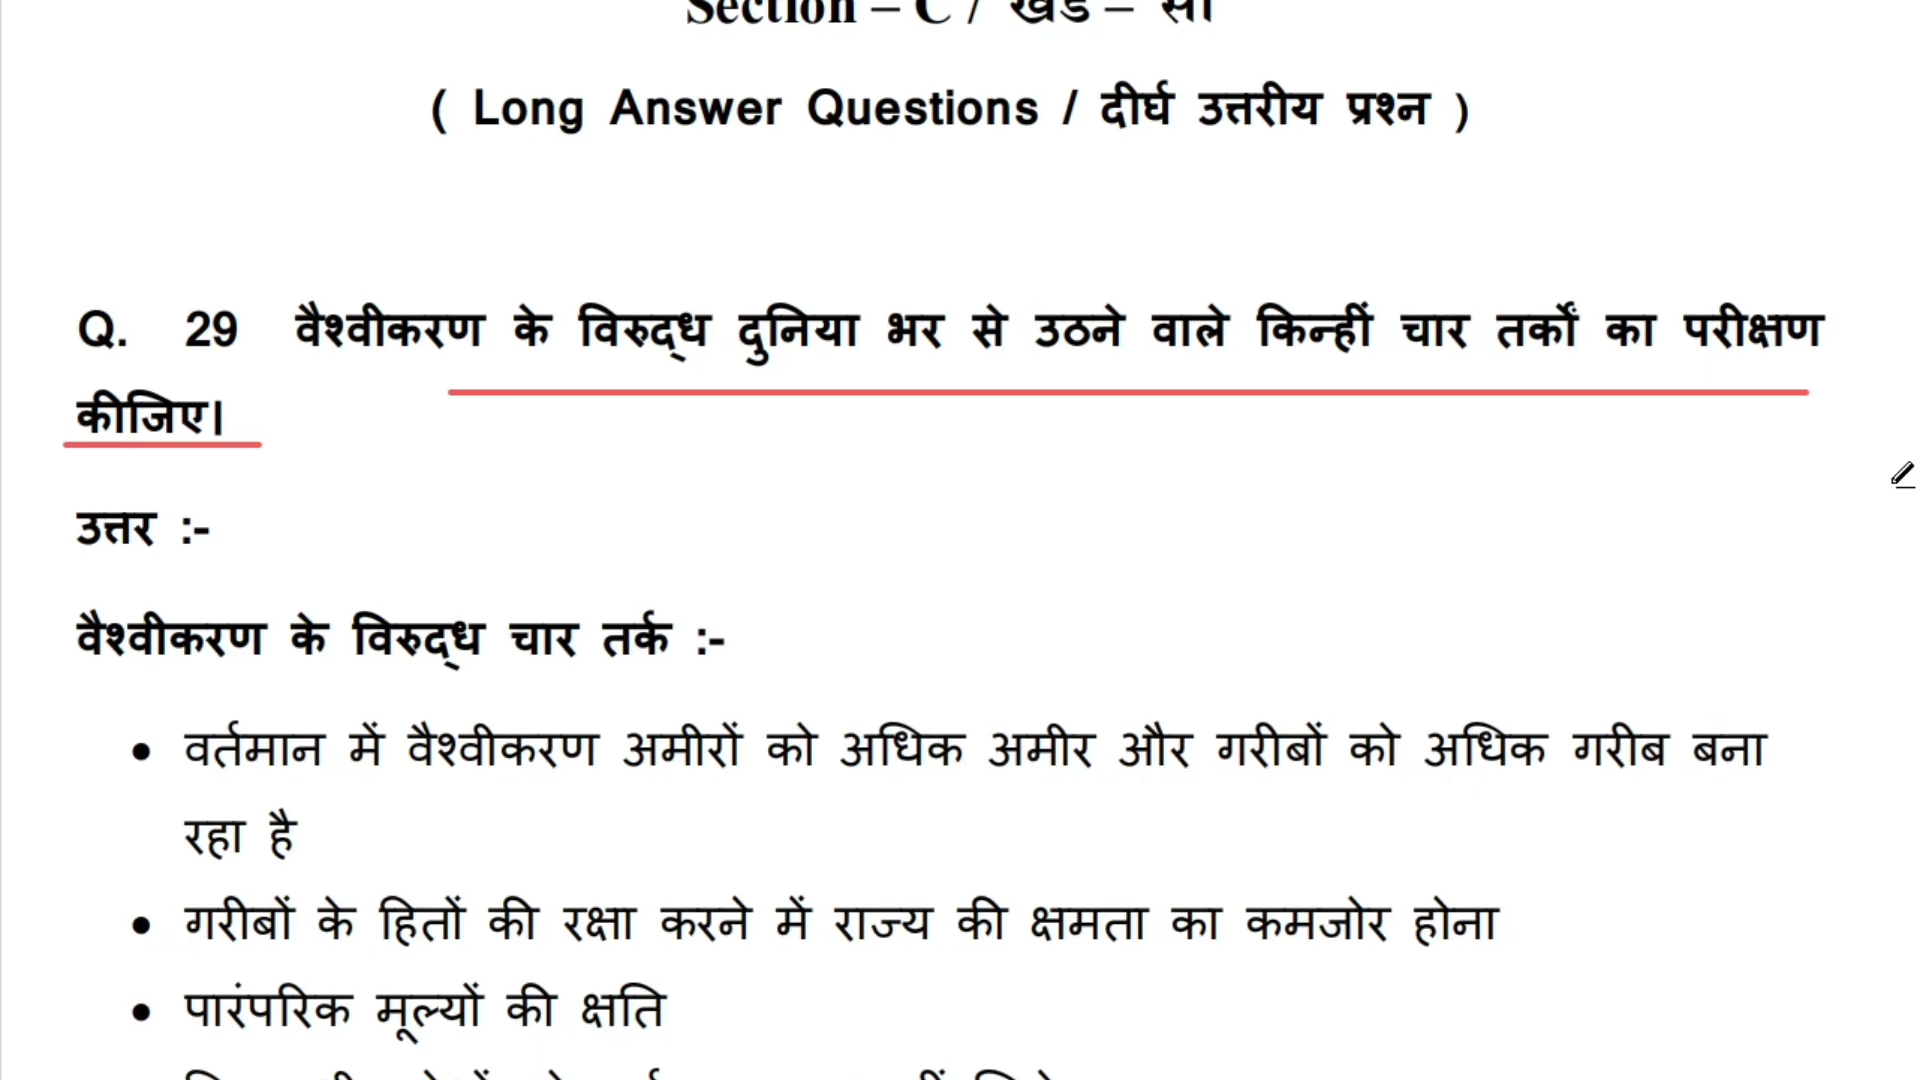 Section – C / खंड – सी
( Long Answer Questions / दीर्घ उत्तरीय प्रश्न )
Q. 29 वैश्वीकरण के विरुद्ध दुनिया भर से उठने वाले किन्हीं चार तर्कों का परीक्षण
कीजिए।
उत्तर :-
वैश्वीकरण के विरुद्ध चार तर्क :-
• वर्तमान में वैश्वीकरण अमीरों को अधिक अमीर और गरीबों को अधिक गरीब बना
रहा है
• गरीबों के हितों की रक्षा करने में राज्य की क्षमता का कमजोर होना
• पारंपरिक मूल्यों की क्षति